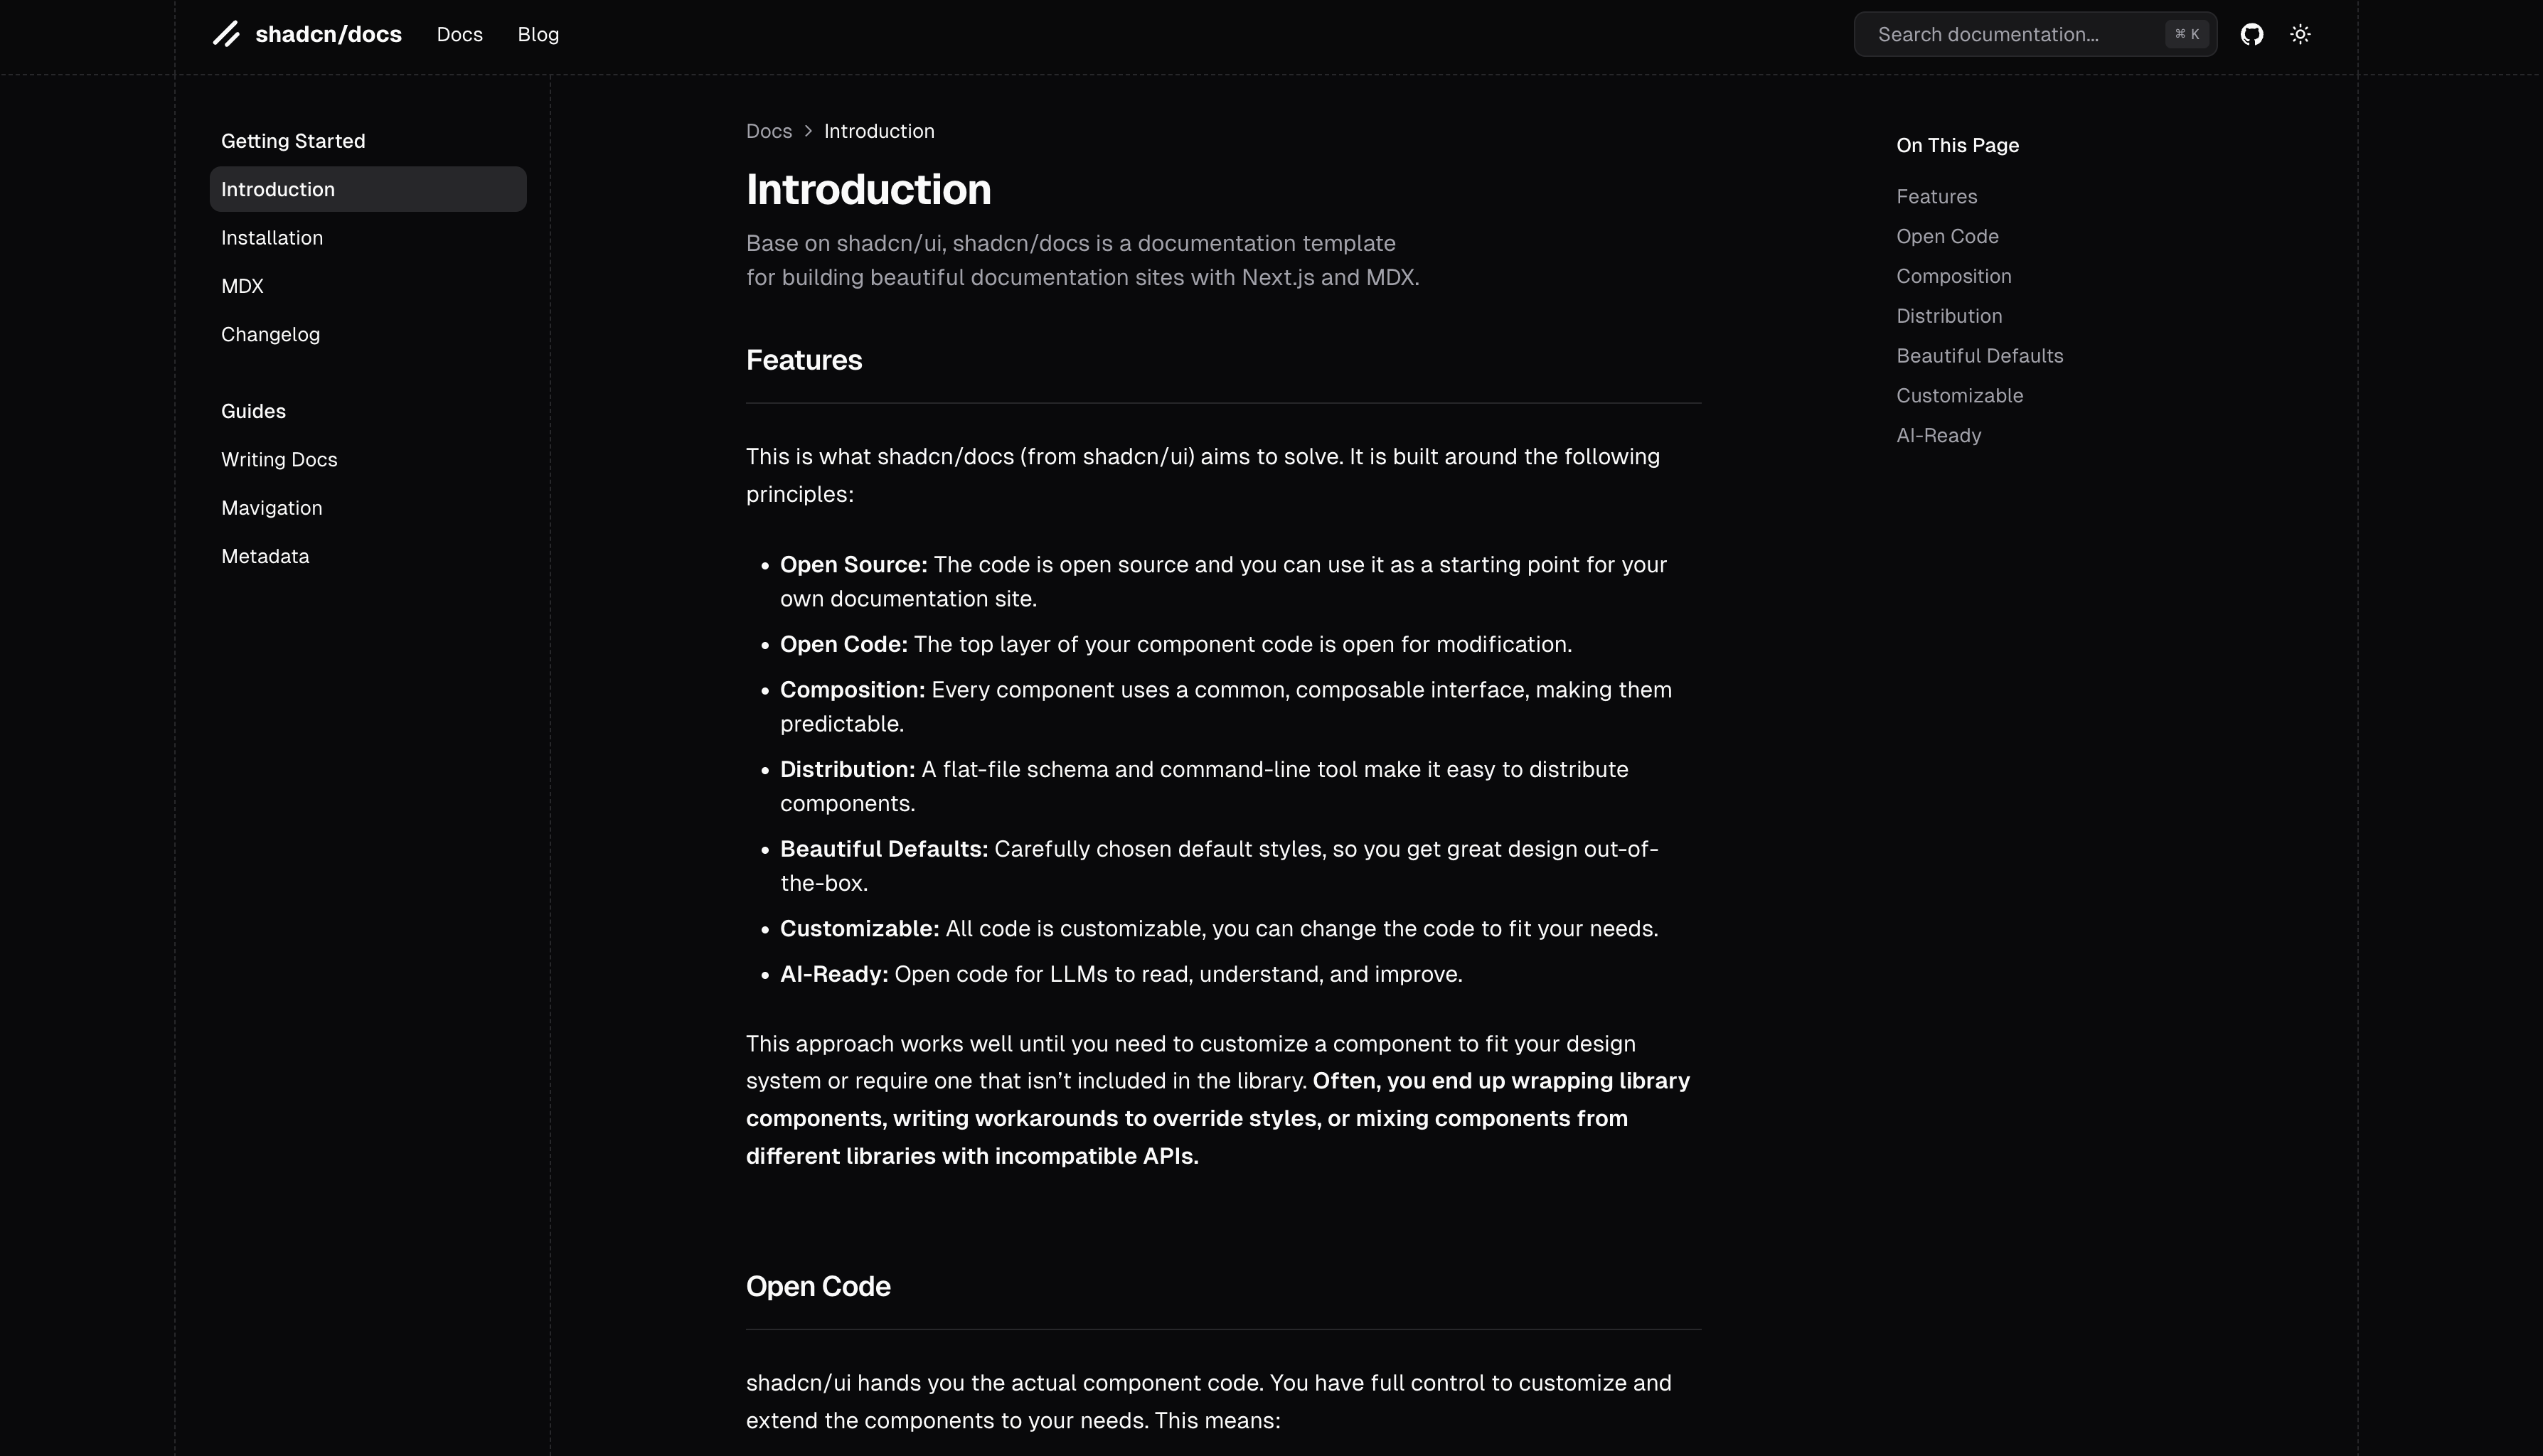 shadcn/docs
Docs
Blog
Search documentation...
⌘ K
Getting Started
Introduction
Installation
MDX
Changelog
Guides
Writing Docs
Mavigation
Metadata
Docs > Introduction
Introduction
Base on shadcn/ui, shadcn/docs is a documentation template
for building beautiful documentation sites with Next.js and MDX.
Features
This is what shadcn/docs (from shadcn/ui) aims to solve. It is built around the following
principles:
• Open Source: The code is open source and you can use it as a starting point for your
own documentation site.
• Open Code: The top layer of your component code is open for modification.
• Composition: Every component uses a common, composable interface, making them
predictable.
• Distribution: A flat-file schema and command-line tool make it easy to distribute
components.
• Beautiful Defaults: Carefully chosen default styles, so you get great design out-of-
the-box.
• Customizable: All code is customizable, you can change the code to fit your needs.
• AI-Ready: Open code for LLMs to read, understand, and improve.
This approach works well until you need to customize a component to fit your design
system or require one that isn’t included in the library. Often, you end up wrapping library
components, writing workarounds to override styles, or mixing components from
different libraries with incompatible APIs.
Open Code
shadcn/ui hands you the actual component code. You have full control to customize and
extend the components to your needs. This means:
On This Page
Features
Open Code
Composition
Distribution
Beautiful Defaults
Customizable
AI-Ready